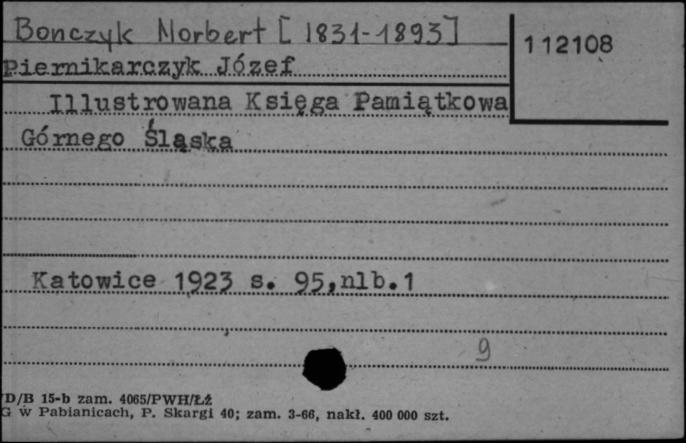 Bonczyk Norbert [1831-1893]
112108
Piernikarczyk Józef
Illustrowana Księga Pamiątkowa
Górnego Śląska
Katowice 1923 s. 95,nlb.1
9
D/B 15-b zam. 4065/PWH/ŁŻ
G w Pabianicach, P. Skargi 40; zam. 3-66, nakł. 400 000 szt.